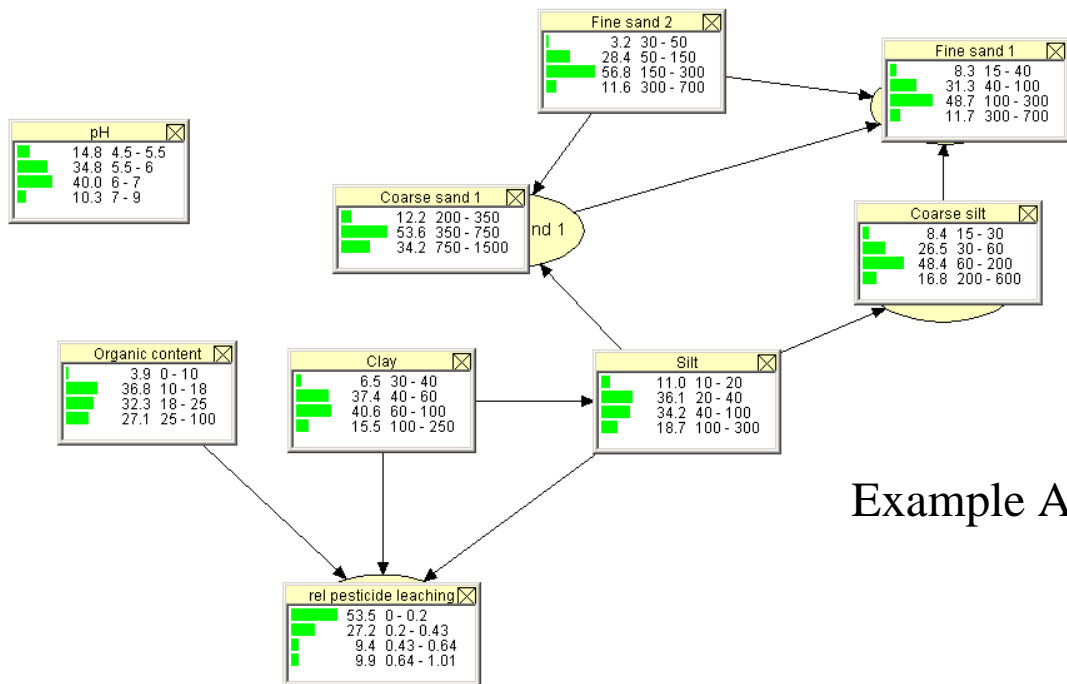 Fine sand 2
3.2 30 - 50
28.4 50 - 150
56.8 150 - 300
11.6 300 - 700
Fine sand 1
8.3 15 - 40
31.3 40 - 100
48.7 100 - 300
11.7 300 - 700
pH
14.8 4.5 - 5.5
34.8 5.5 - 6
40.0 6 - 7
10.3 7 - 9
Coarse sand 1
12.2 200 - 350
53.6 350 - 750
34.2 750 - 1500
nd 1
Coarse silt
8.4 15 - 30
26.5 30 - 60
48.4 60 - 200
16.8 200 - 600
Organic content
3.9 0 - 10
36.8 10 - 18
32.3 18 - 25
27.1 25 - 100
Clay
6.5 30 - 40
37.4 40 - 60
40.6 60 - 100
15.5 100 - 250
Silt
11.0 10 - 20
36.1 20 - 40
34.2 40 - 100
18.7 100 - 300
Example A
rel pesticide leaching
53.5 0 - 0.2
27.2 0.2 - 0.43
9.4 0.43 - 0.64
9.9 0.64 - 1.01